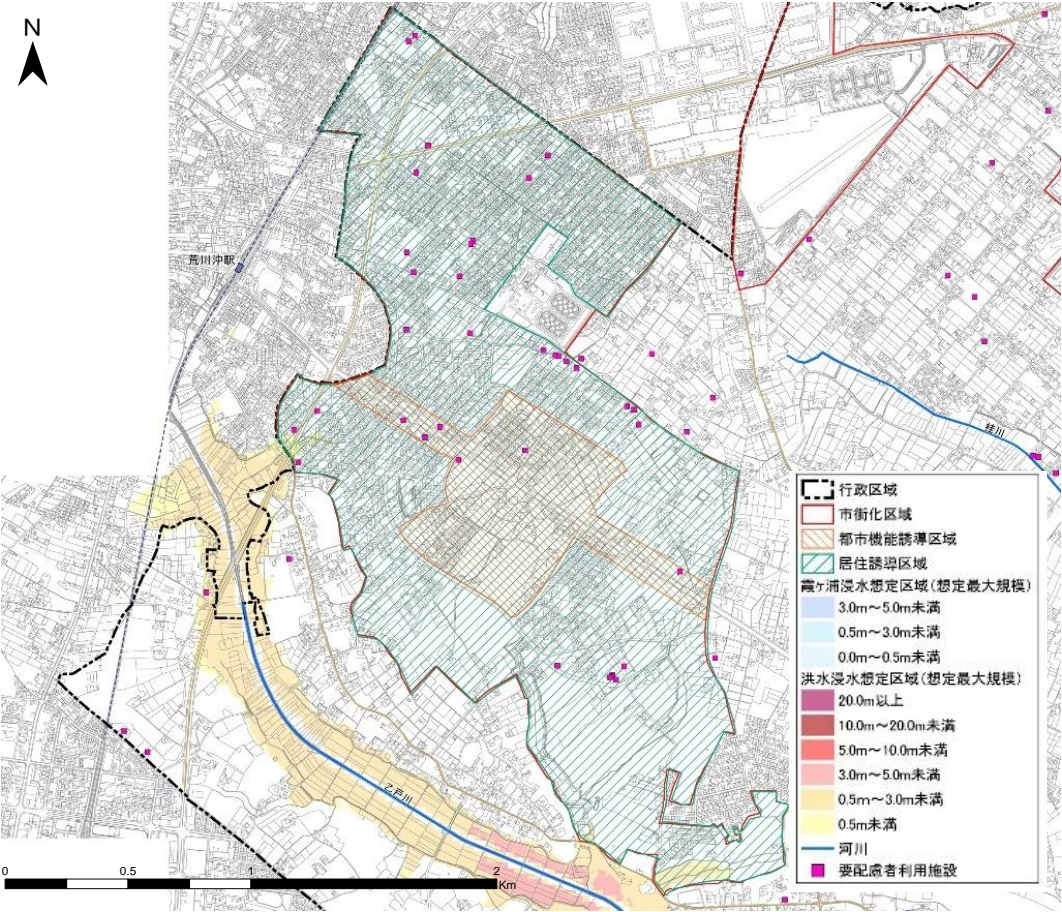 N
荒川沖駅
桂川
乙戸川
行政区域
市街化区域
都市機能誘導区域
居住誘導区域
霞ヶ浦浸水想定区域(想定最大規模)
3.0m～5.0m未満
0.5m～3.0m未満
0.0m～0.5m未満
洪水浸水想定区域(想定最大規模)
20.0m以上
10.0m～20.0m未満
5.0m～10.0m未満
3.0m～5.0m未満
0.5m～3.0m未満
0.5m未満
河川
要配慮者利用施設
0 0.5 1 2
Km